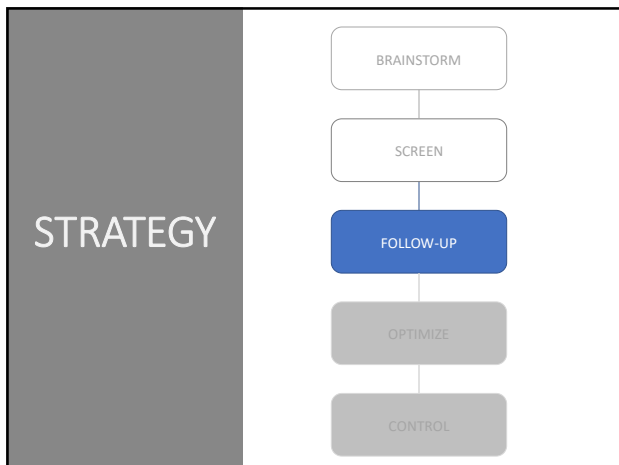 STRATEGY
BRAINSTORM
SCREEN
FOLLOW-UP
OPTIMIZE
CONTROL